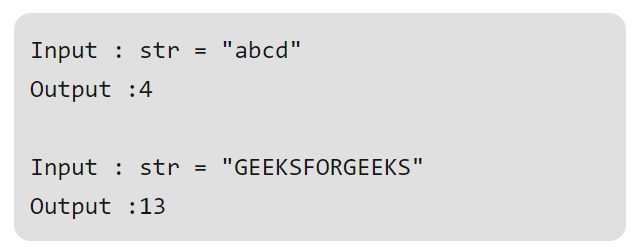 Input : str = "abcd"
Output :4
Input : str = "GEEKSFORGEEKS"
Output :13